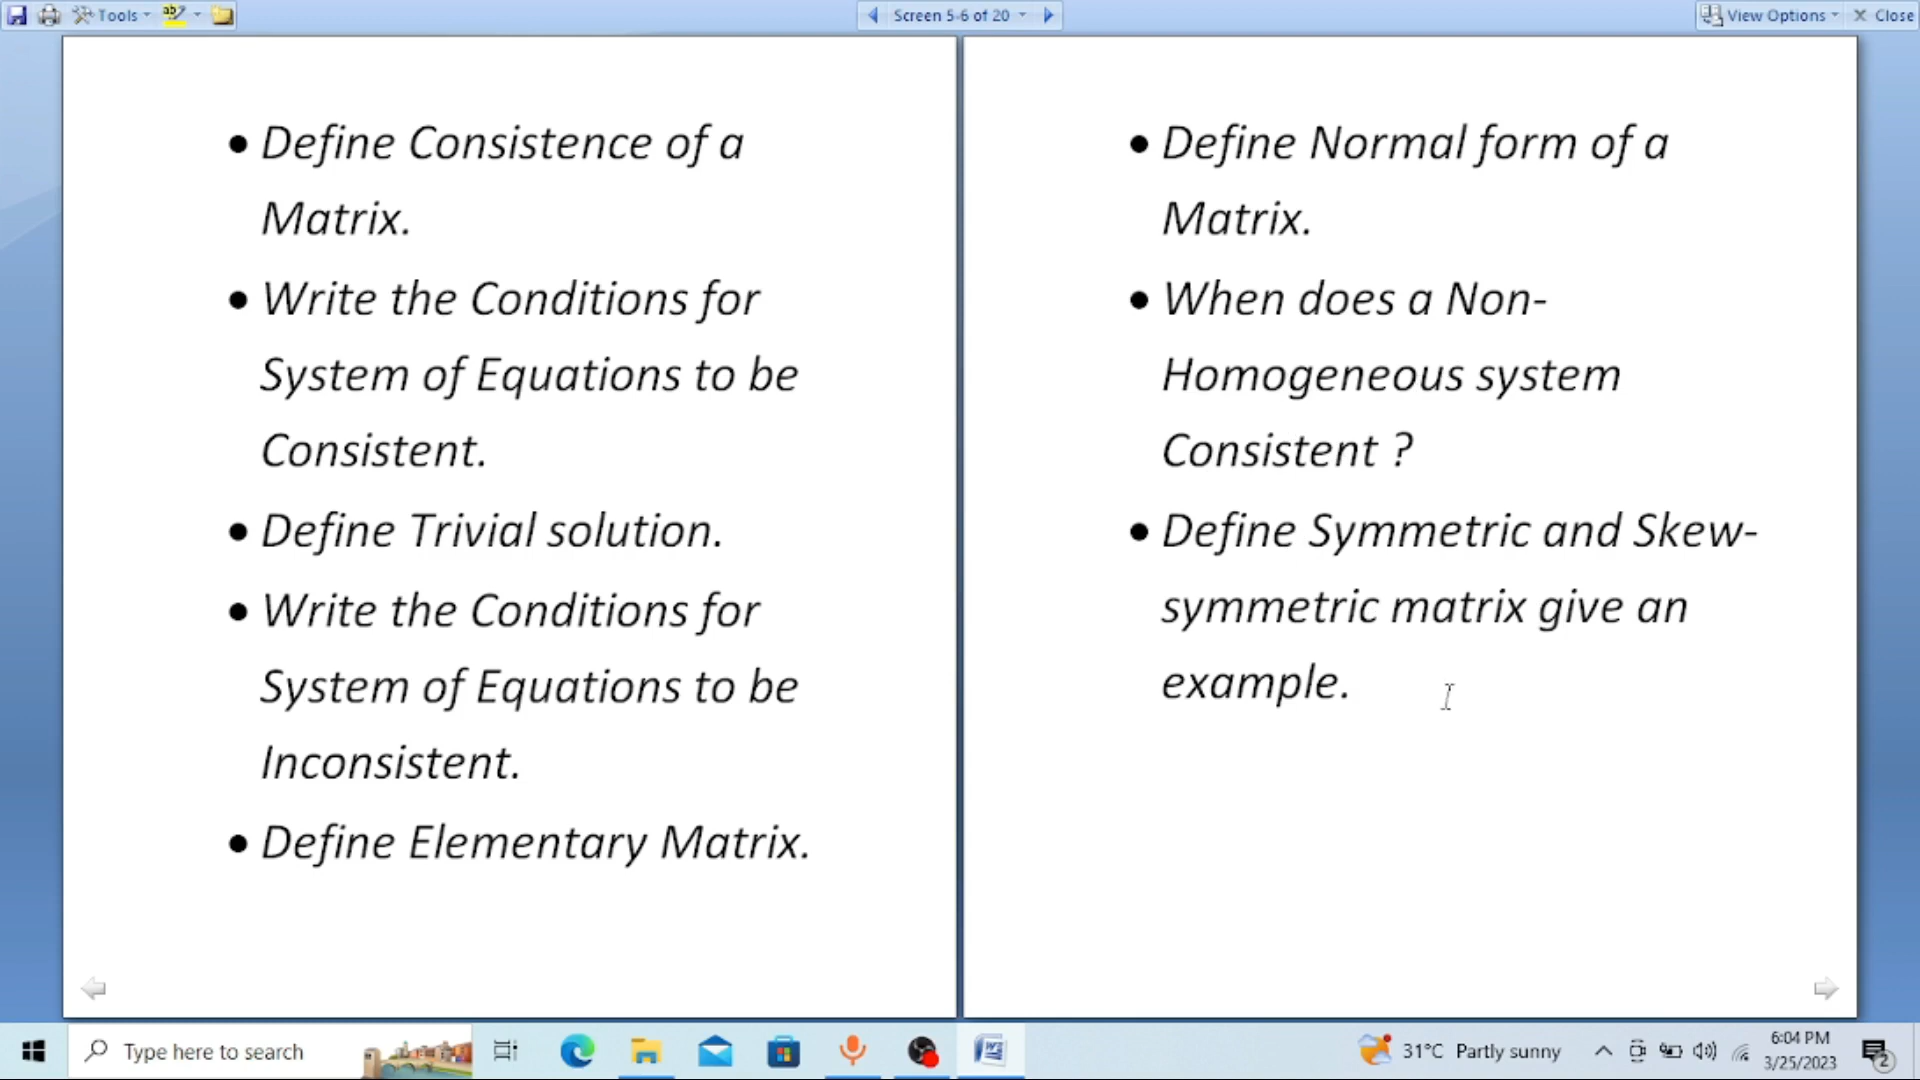 Tools
Screen 5-6 of 20
View Options
Close
• Define Consistence of a
Matrix.
• Write the Conditions for
System of Equations to be
Consistent.
• Define Trivial solution.
• Write the Conditions for
System of Equations to be
Inconsistent.
• Define Elementary Matrix.
• Define Normal form of a
Matrix.
• When does a Non-
Homogeneous system
Consistent ?
• Define Symmetric and Skew-
symmetric matrix give an
example.
Type here to search
31°C Partly sunny
6:04 PM
3/25/2023
2